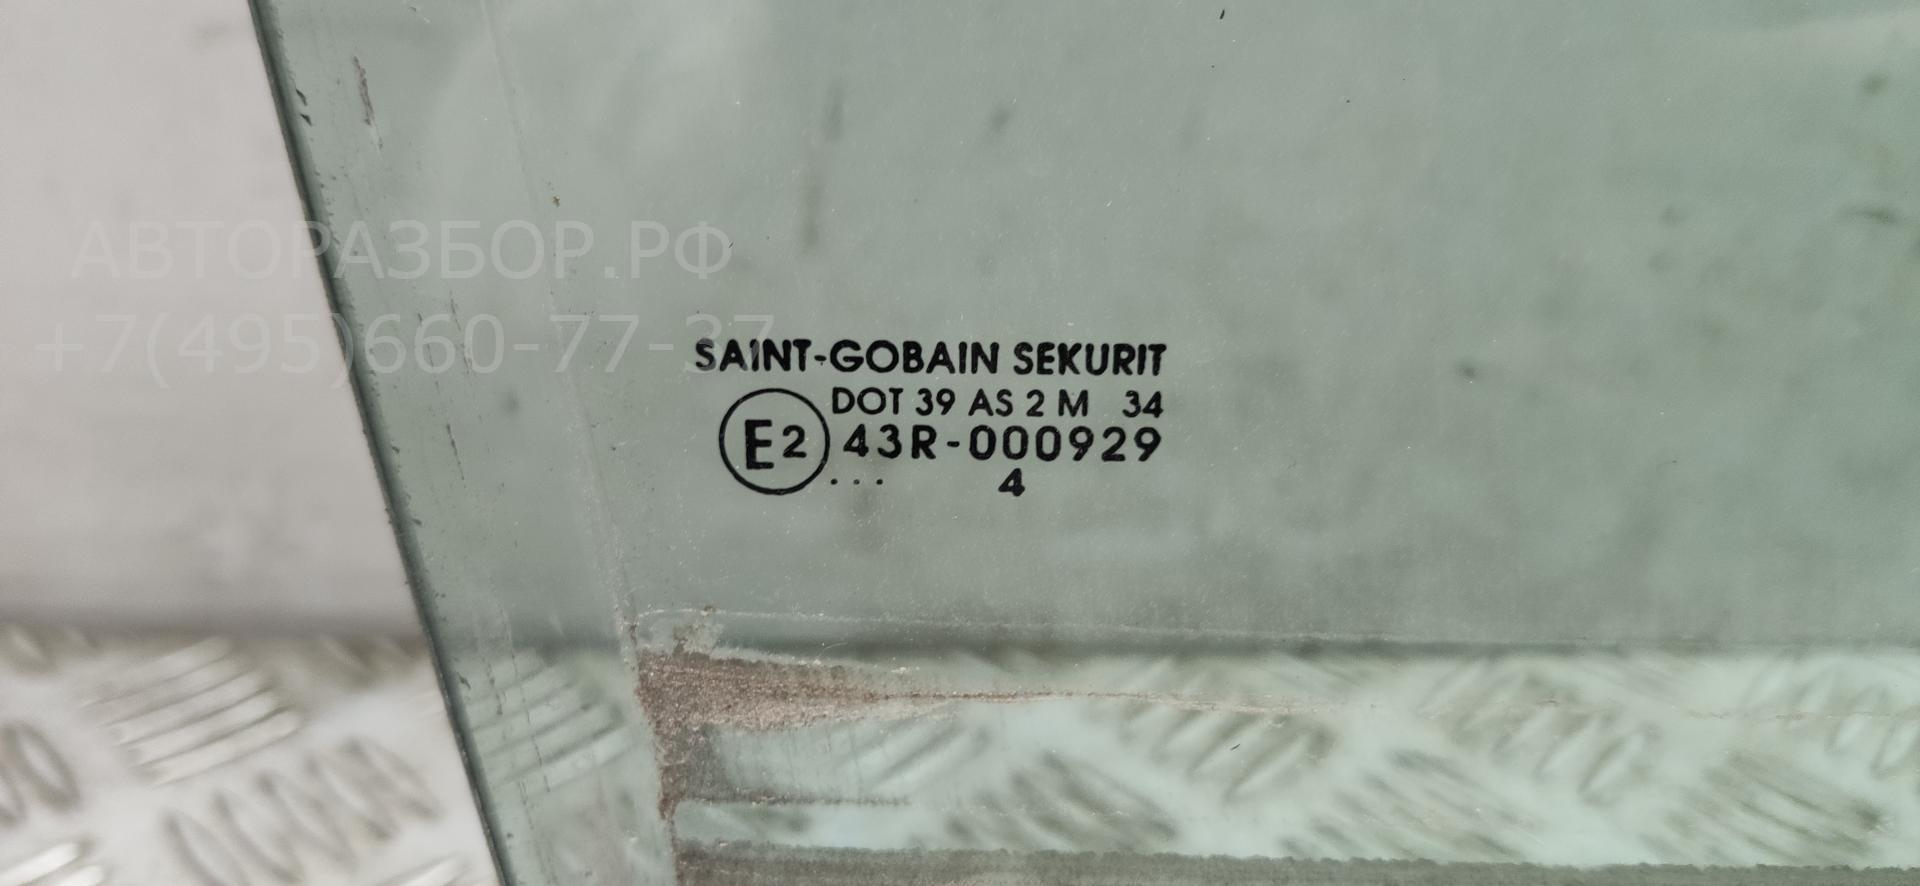 АВТОРАЗБОР.РФ
+7(495)660-77-37
SAINT-GOBAIN SEKURIT
DOT 39 AS 2 M 34
E2 43R-000929
... 4